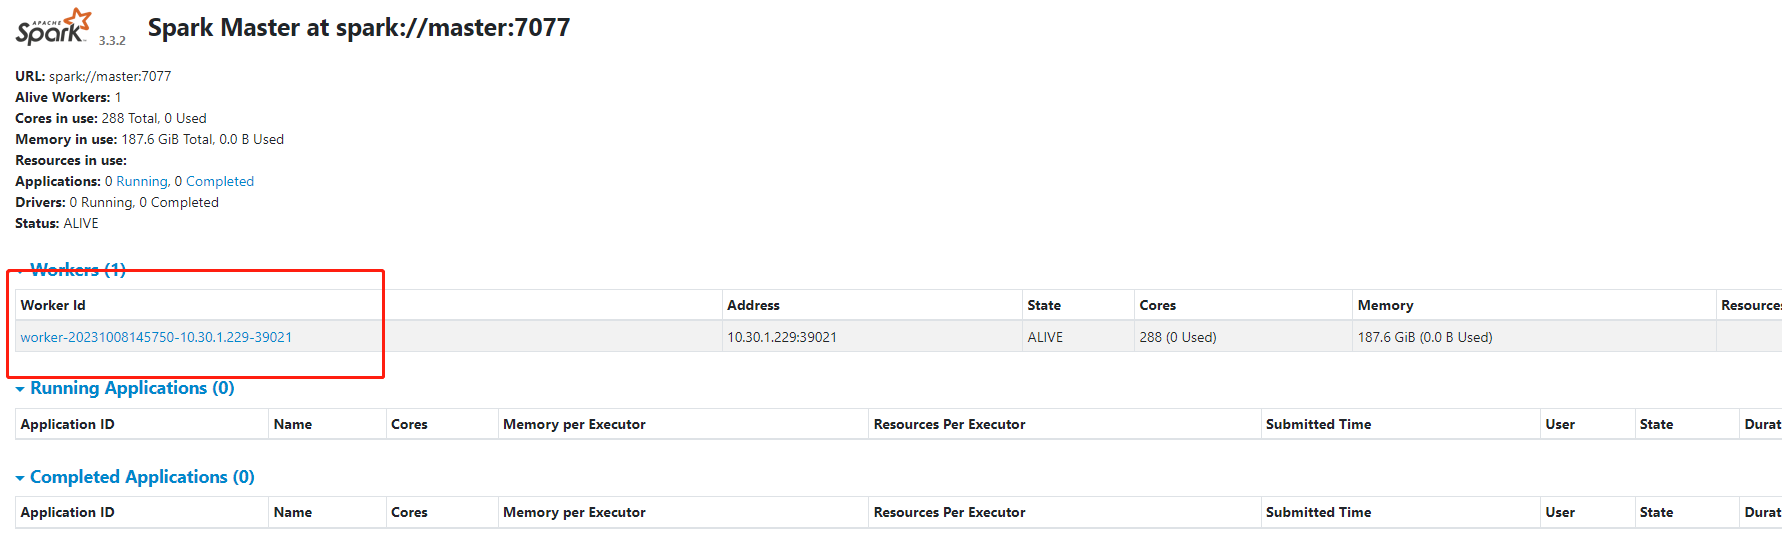 APACHE
Spark 3.3.2 Spark Master at spark://master:7077
URL: spark://master:7077
Alive Workers: 1
Cores in use: 288 Total, 0 Used
Memory in use: 187.6 GiB Total, 0.0 B Used
Resources in use:
Applications: 0 Running, 0 Completed
Drivers: 0 Running, 0 Completed
Status: ALIVE
Workers (1)
Worker Id Address State Cores Memory Resources
worker-20231008145750-10.30.1.229-39021 10.30.1.229:39021 ALIVE 288 (0 Used) 187.6 GiB (0.0 B Used)
Running Applications (0)
Application ID Name Cores Memory per Executor Resources Per Executor Submitted Time User State Durat
Completed Applications (0)
Application ID Name Cores Memory per Executor Resources Per Executor Submitted Time User State Durat